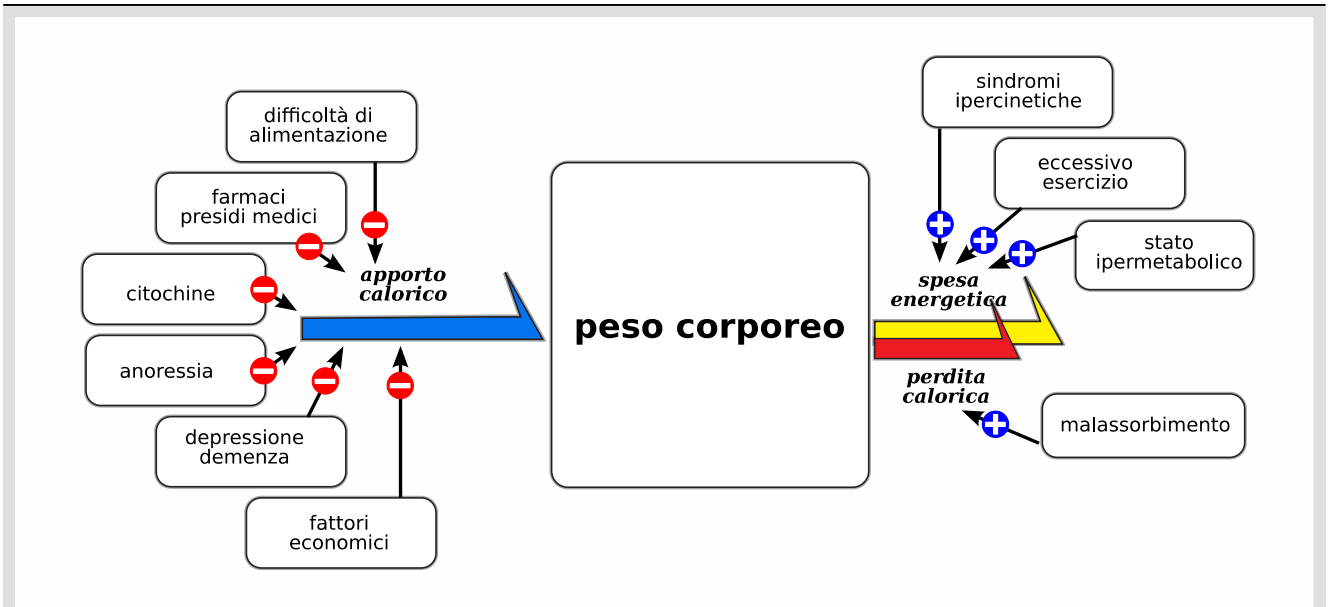 difficoltà di
alimentazione
farmaci
presidi medici
citochine
anoressia
depressione
demenza
fattori
economici
apporto
calorico
peso corporeo
sindromi
ipercinetiche
eccessivo
esercizio
stato
ipermetabolico
spesa
energetica
perdita
calorica
malassorbimento